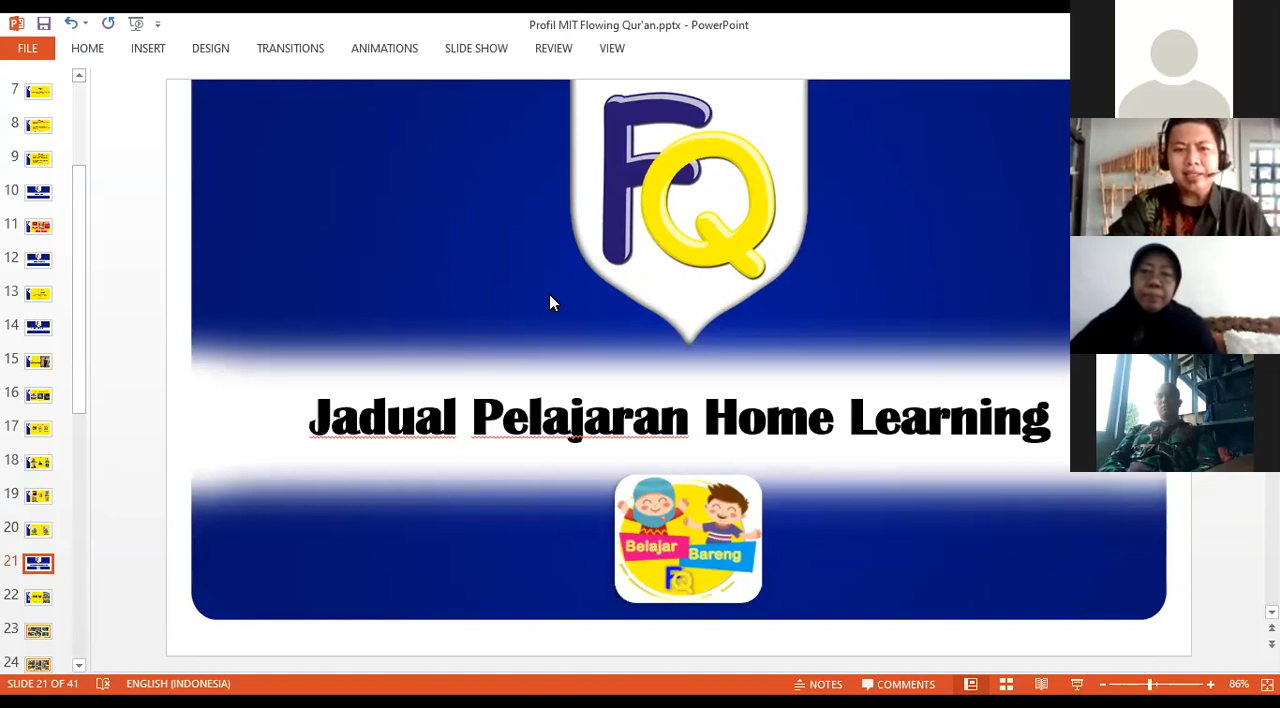 Profil MIT Flowing Qur'an.pptx - PowerPoint
FILE HOME INSERT DESIGN TRANSITIONS ANIMATIONS SLIDE SHOW REVIEW VIEW
7
8
9
10
11
12
13
14
15
16
17
18
19
20
21
22
23
24
FQ
Jadual Pelajaran Home Learning
Belajar
Bareng
FQ
SLIDE 21 OF 41 ENGLISH (INDONESIA) NOTES COMMENTS 86%